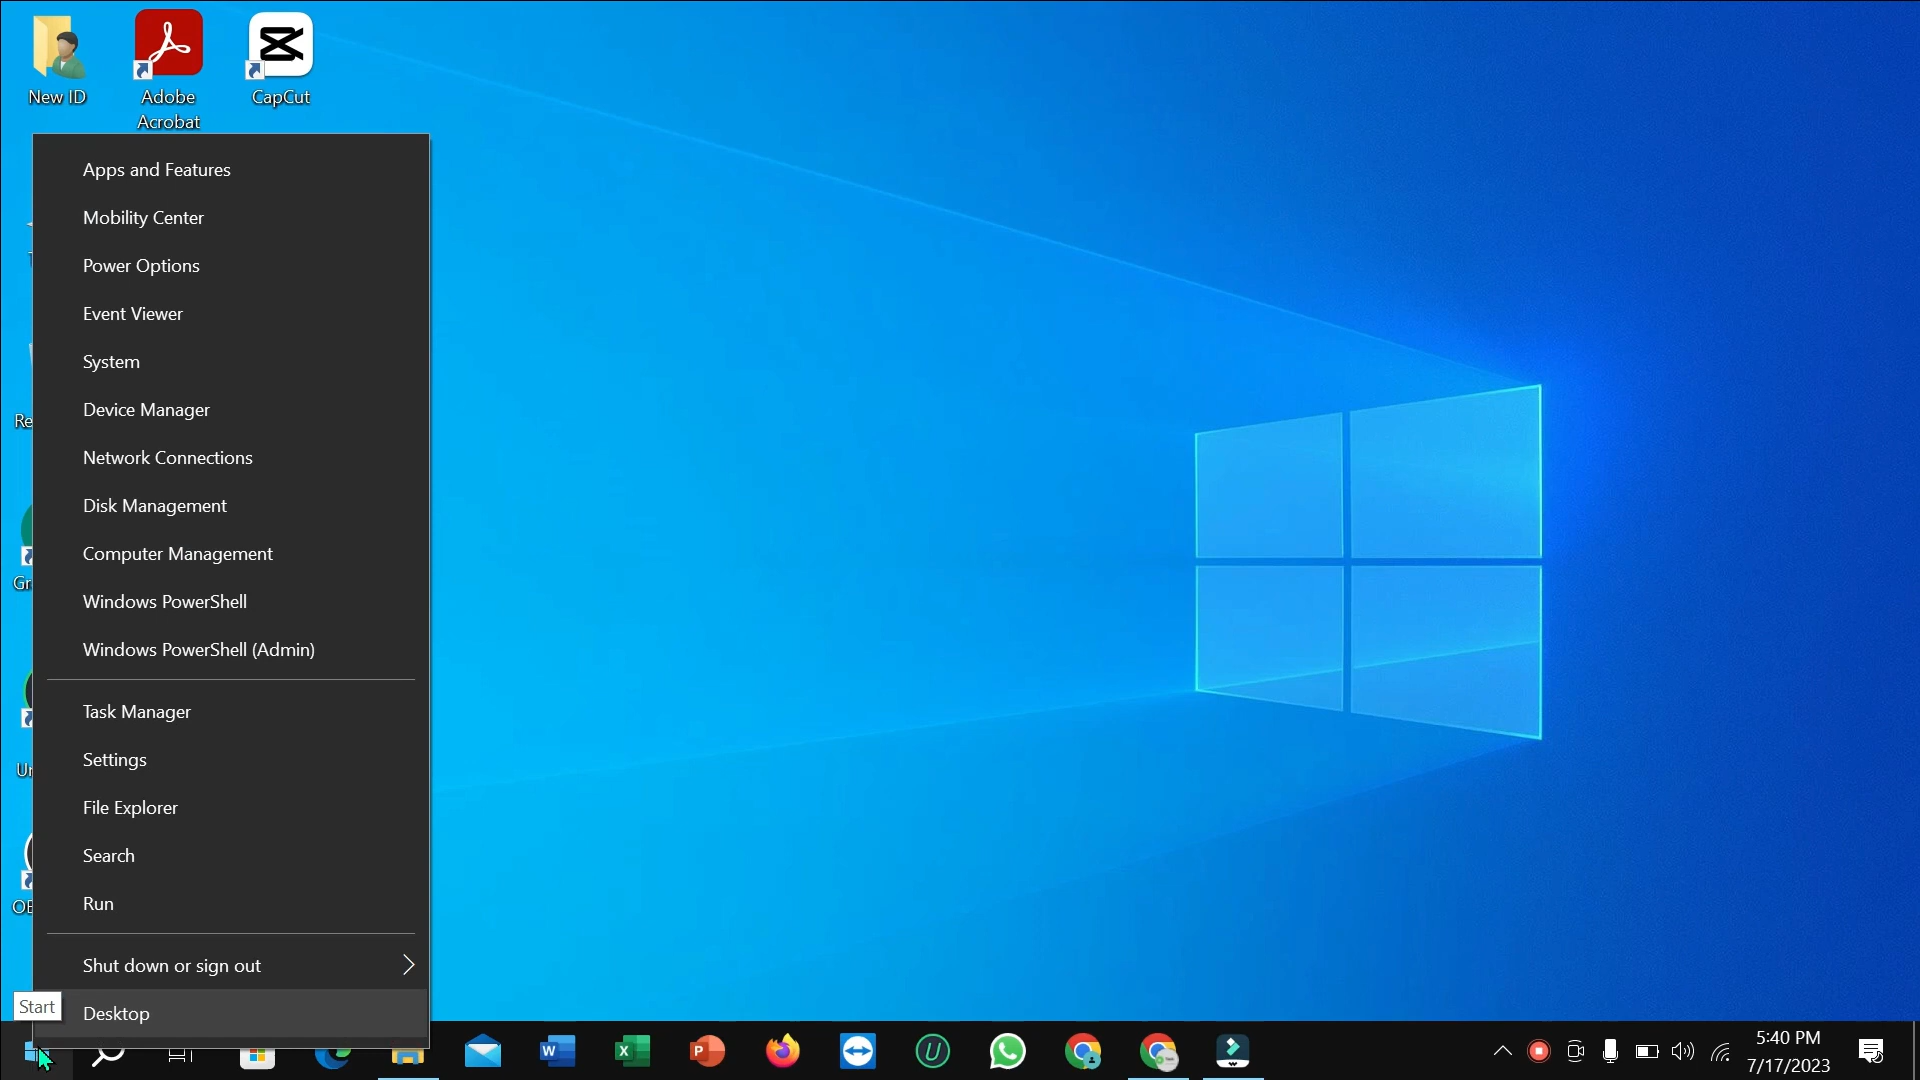 New ID
Adobe
Acrobat
CapCut
Apps and Features
Mobility Center
Power Options
Event Viewer
System
Device Manager
Network Connections
Disk Management
Computer Management
Windows PowerShell
Windows PowerShell (Admin)
Task Manager
Settings
File Explorer
Search
Run
Shut down or sign out
Start
Desktop
5:40 PM
7/17/2023